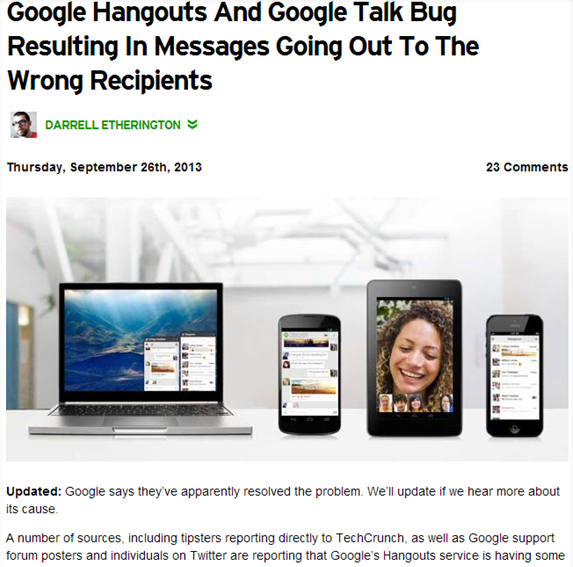 Google Hangouts And Google Talk Bug
Resulting In Messages Going Out To The
Wrong Recipients
DARRELL ETHERINGTON
Thursday, September 26th, 2013
23 Comments
Updated: Google says they've apparently resolved the problem. We'll update if we hear more about
its cause.
A number of sources, including tipsters reporting directly to TechCrunch, as well as Google support
forum posters and individuals on Twitter are reporting that Google's Hangouts service is having some